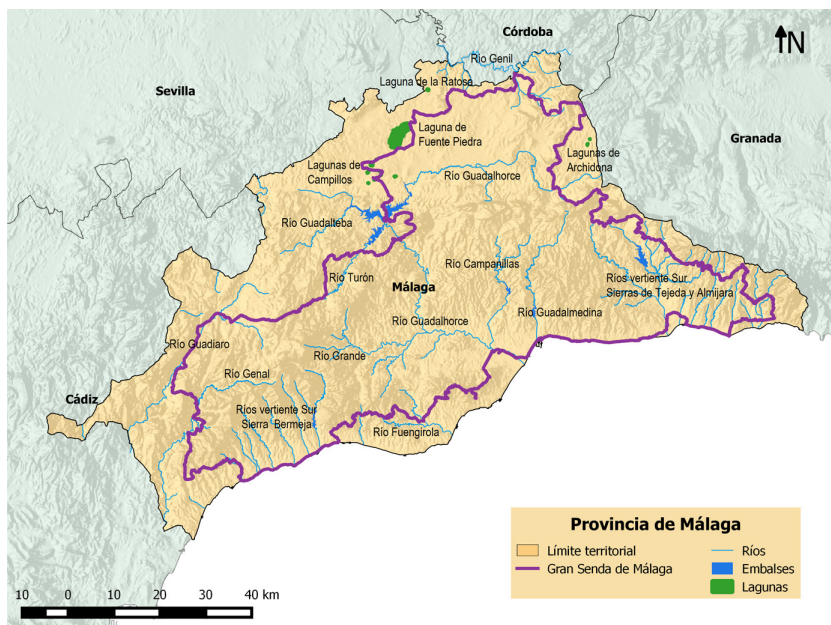 Córdoba
N
Río Genil
Laguna de la Ratosa
Sevilla
Laguna de
Fuente Piedra
Granada
Lagunas de
Campillos
Lagunas de
Archidona
Río Guadalhorce
Río Guadalteba
Río Campanillas
Río Turón
Málaga
Ríos vertiente Sur
Sierras de Tejeda y Almijara
Río Guadalhorce
Río Guadalmedina
Río Guadiaro
Río Grande
Río Genal
Cádiz
Ríos vertiente Sur
Sierra Bermeja
Río Fuengirola
Provincia de Málaga
Límite territorial
Gran Senda de Málaga
Ríos
Embalses
Lagunas
10 0 10 20 30 40 km